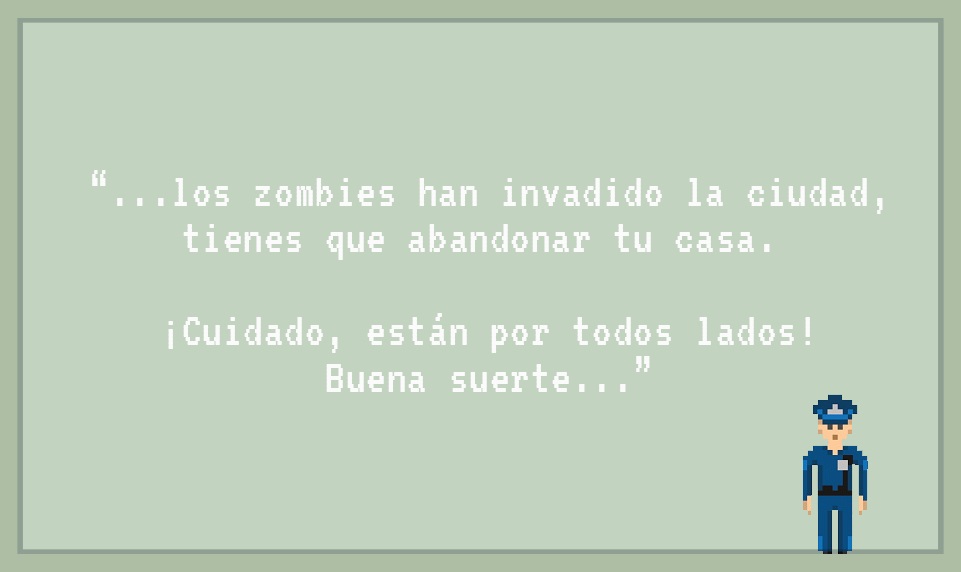 “...los zombies han invadido la ciudad,
tienes que abandonar tu casa.
¡Cuidado, están por todos lados!
Buena suerte...”